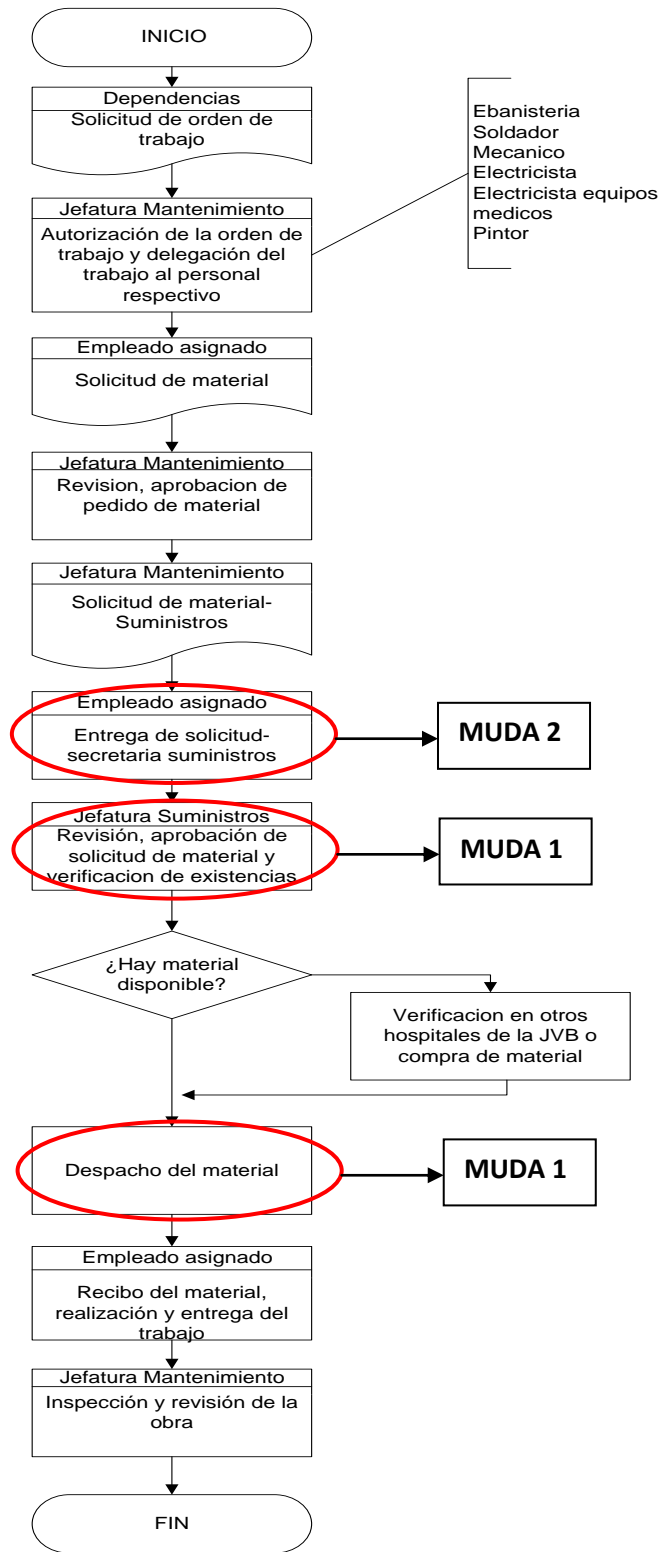 INICIO
Dependencias
Solicitud de orden de
trabajo
Ebanisteria
Soldador
Mecanico
Electricista
Electricista equipos
medicos
Pintor
Jefatura Mantenimiento
Autorización de la orden de
trabajo y delegación del
trabajo al personal
respectivo
Empleado asignado
Solicitud de material
Jefatura Mantenimiento
Revision, aprobacion de
pedido de material
Jefatura Mantenimiento
Solicitud de material-
Suministros
Empleado asignado
Entrega de solicitud-
secretaria suministros
MUDA 2
Jefatura Suministros
Revisión, aprobación de
solicitud de material y
verificacion de existencias
MUDA 1
¿Hay material
disponible?
Verificacion en otros
hospitales de la JVB o
compra de material
Despacho del material
MUDA 1
Empleado asignado
Recibo del material,
realización y entrega del
trabajo
Jefatura Mantenimiento
Inspección y revisión de la
obra
FIN